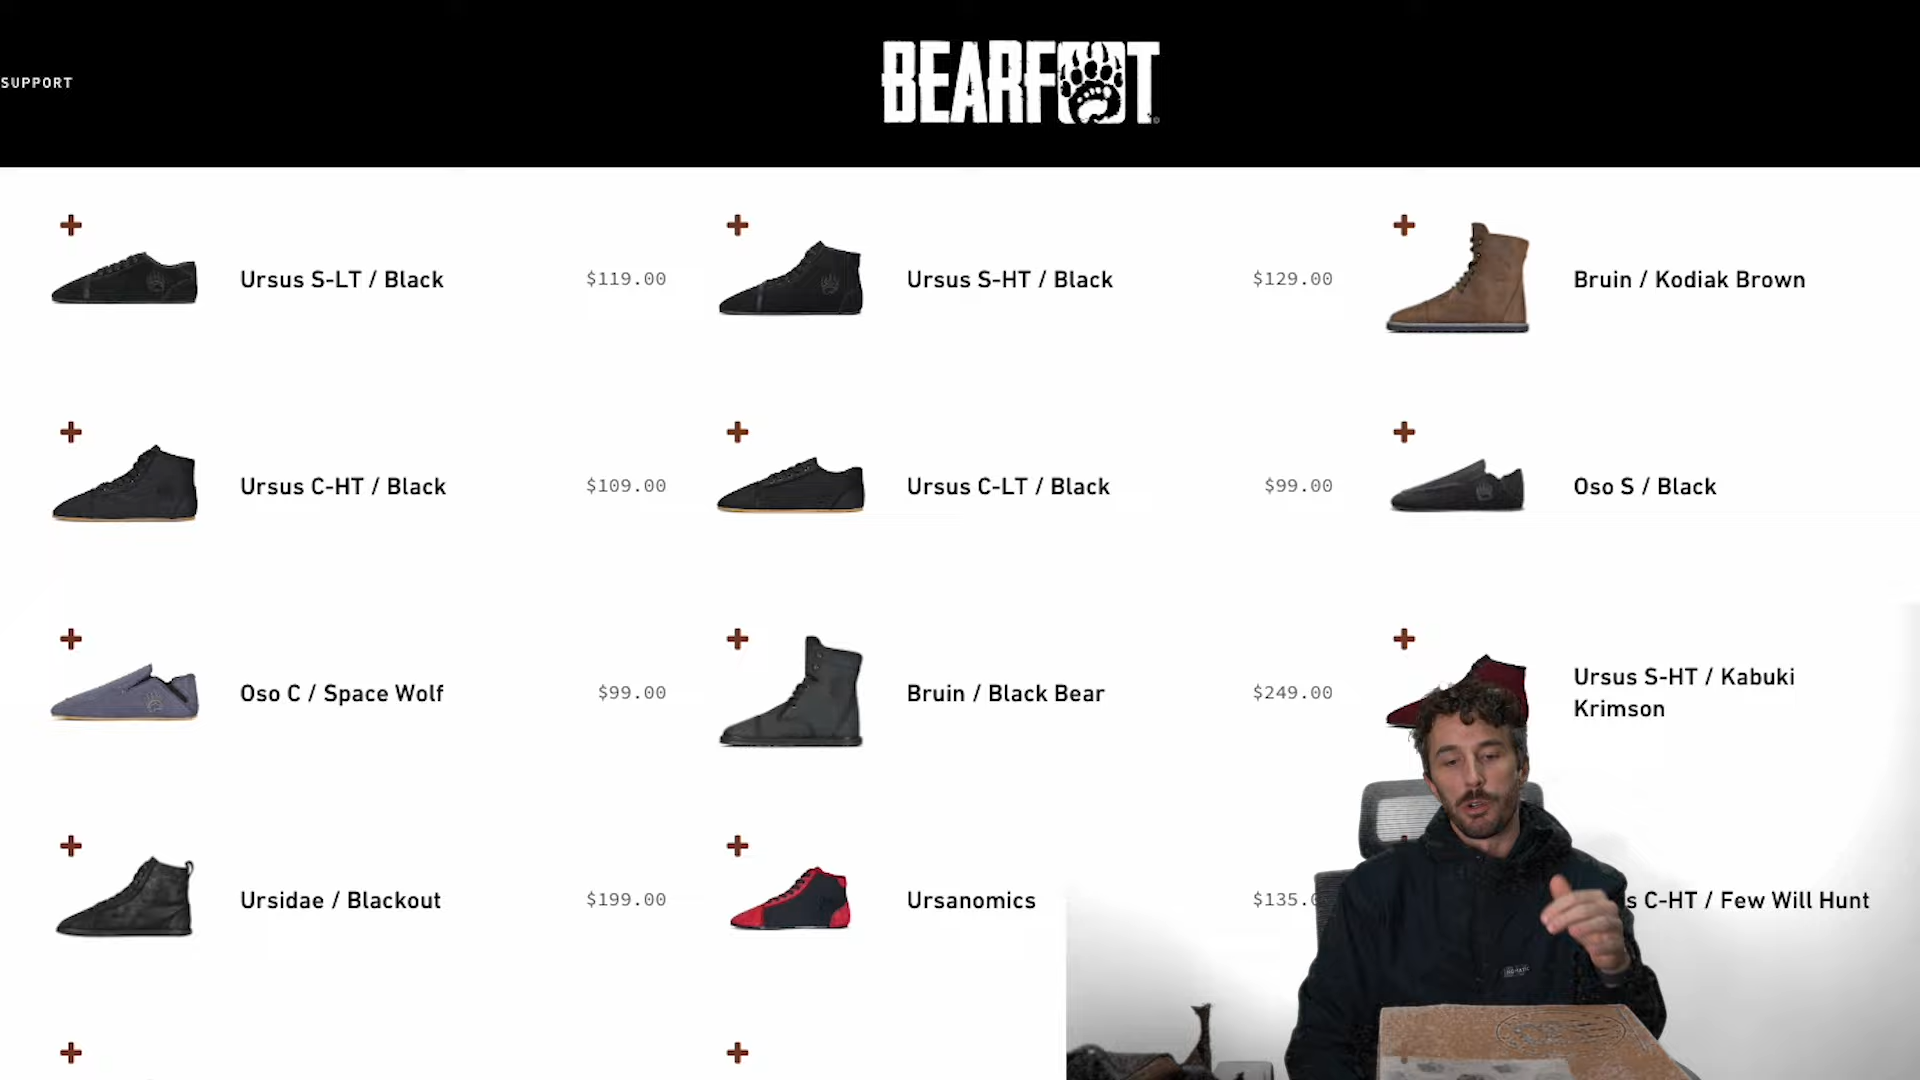 SUPPORT
BEARFOOT
Ursus S-LT / Black
$119.00
Ursus S-HT / Black
$129.00
Bruin / Kodiak Brown
Ursus C-HT / Black
$109.00
Ursus C-LT / Black
$99.00
Oso S / Black
Oso C / Space Wolf
$99.00
Bruin / Black Bear
$249.00
Ursus S-HT / Kabuki
Krimson
Ursidae / Blackout
$199.00
Ursanomics
$135.
C-HT / Few Will Hunt